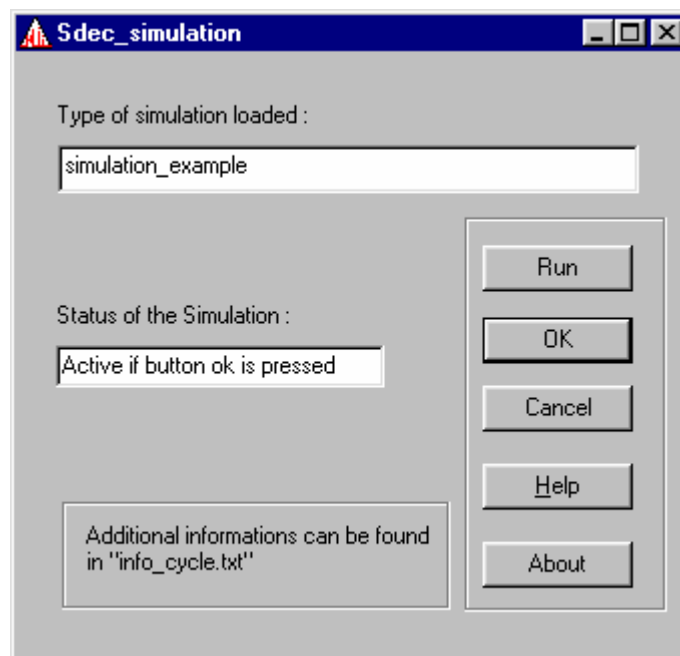 Sdec_simulation
Type of simulation loaded :
simulation_example
Run
Status of the Simulation :
OK
Active if button ok is pressed
Cancel
Help
Additional informations can be found
in "info_cycle.txt"
About